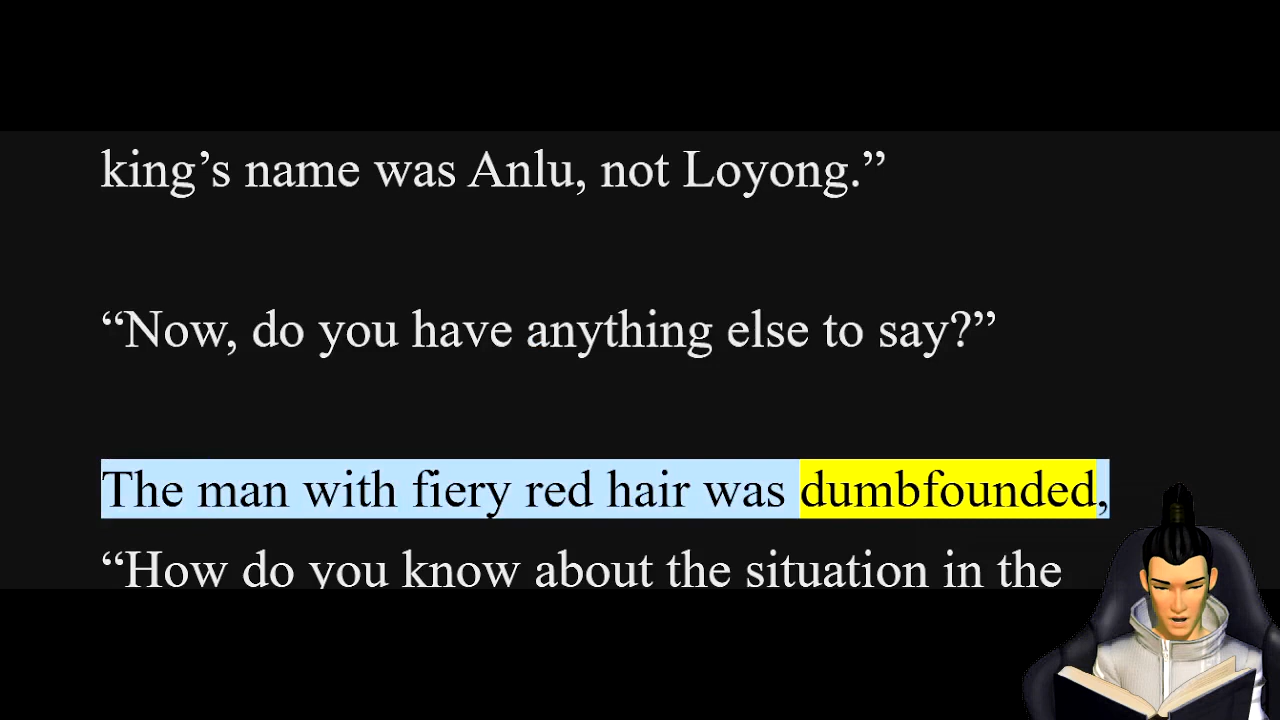 king’s name was Anlu, not Loyong.”
“Now, do you have anything else to say?”
The man with fiery red hair was dumbfounded,
“How do you know about the situation in the